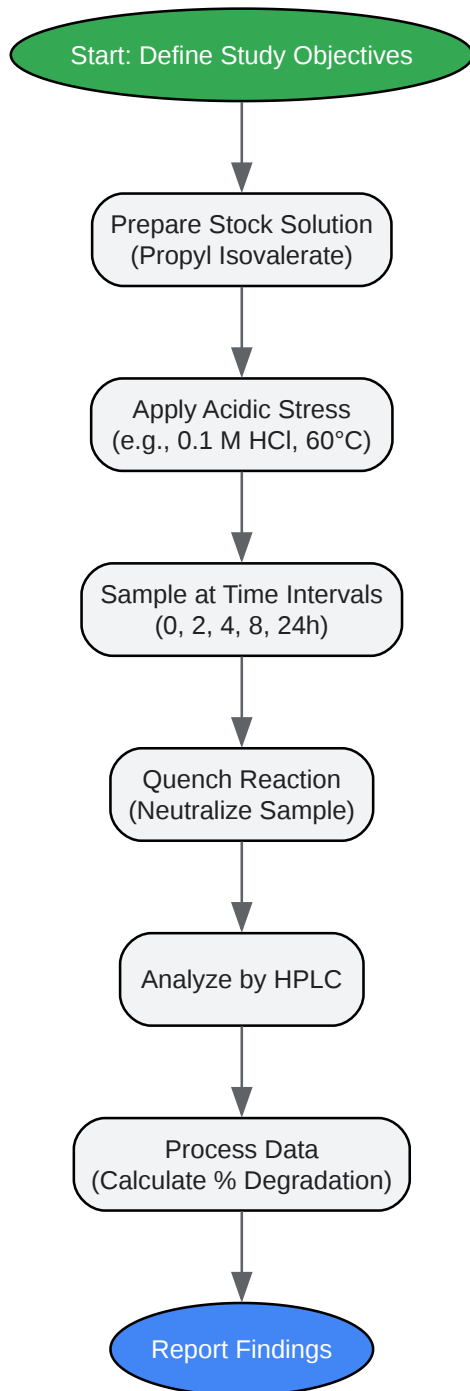 Start: Define Study Objectives
Prepare Stock Solution
(Propyl Isovalerate)
Apply Acidic Stress
(e.g., 0.1 M HCl, 60°C)
Sample at Time Intervals
(0, 2, 4, 8, 24h)
Quench Reaction
(Neutralize Sample)
Analyze by HPLC
Process Data
(Calculate % Degradation)
Report Findings